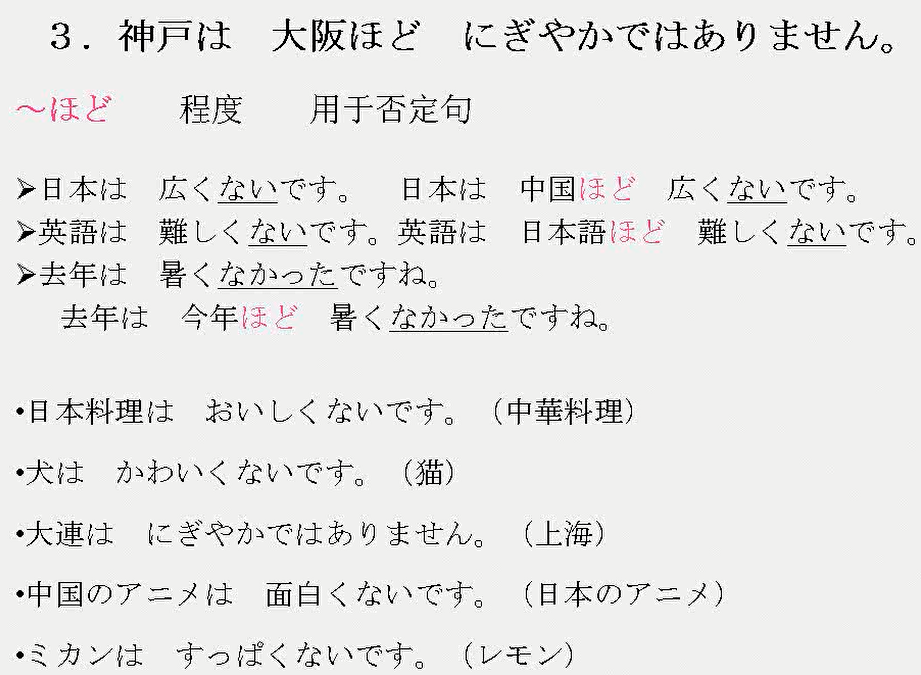 ３．神戸は　大阪ほど　にぎやかではありません。
～ほど　　程度　　用于否定句
➢日本は　広くないです。　日本は　中国ほど　広くないです。
➢英語は　難しくないです。英語は　日本語ほど　難しくないです。
➢去年は　暑くなかったですね。
去年は　今年ほど　暑くなかったですね。
•日本料理は　おいしくないです。（中華料理）
•犬は　かわいくないです。（猫）
•大連は　にぎやかではありません。（上海）
•中国のアニメは　面白くないです。（日本のアニメ）
•ミカンは　すっぱくないです。（レモン）